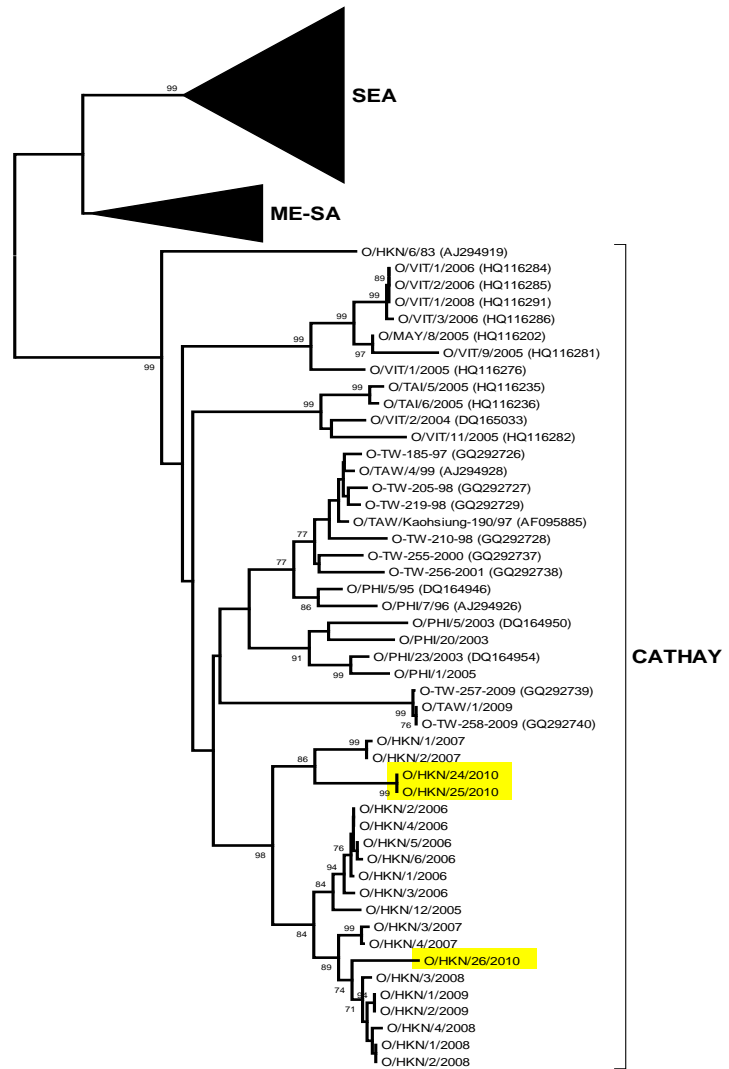 99
SEA
ME-SA
O/HKN/6/83 (AJ294919)
O/VIT/1/2006 (HQ116284)
89
O/VIT/2/2006 (HQ116285)
99
O/VIT/1/2008 (HQ116291)
99
O/VIT/3/2006 (HQ116286)
99
O/MAY/8/2005 (HQ116202)
97
O/VIT/9/2005 (HQ116281)
99
O/VIT/1/2005 (HQ116276)
99
O/TAI/5/2005 (HQ116235)
99
O/TAI/6/2005 (HQ116236)
O/VIT/2/2004 (DQ165033)
O/VIT/11/2005 (HQ116282)
O-TW-185-97 (GQ292726)
O/TAW/4/99 (AJ294928)
O-TW-205-98 (GQ292727)
O-TW-219-98 (GQ292729)
O/TAW/Kaohsiung-190/97 (AF095885)
77
O-TW-210-98 (GQ292728)
O-TW-255-2000 (GQ292737)
77
O-TW-256-2001 (GQ292738)
O/PHI/5/95 (DQ164946)
86
O/PHI/7/96 (AJ294926)
O/PHI/5/2003 (DQ164950)
O/PHI/20/2003
91
O/PHI/23/2003 (DQ164954)
CATHAY
99
O/PHI/1/2005
O-TW-257-2009 (GQ292739)
99
O/TAW/1/2009
76
O-TW-258-2009 (GQ292740)
99
O/HKN/1/2007
86
O/HKN/2/2007
O/HKN/24/2010
99
O/HKN/25/2010
O/HKN/2/2006
O/HKN/4/2006
98
76
O/HKN/5/2006
94
O/HKN/6/2006
84
O/HKN/1/2006
O/HKN/3/2006
84
O/HKN/12/2005
99
O/HKN/3/2007
89
O/HKN/4/2007
O/HKN/26/2010
74
O/HKN/3/2008
94
O/HKN/1/2009
71
O/HKN/2/2009
O/HKN/4/2008
O/HKN/1/2008
O/HKN/2/2008